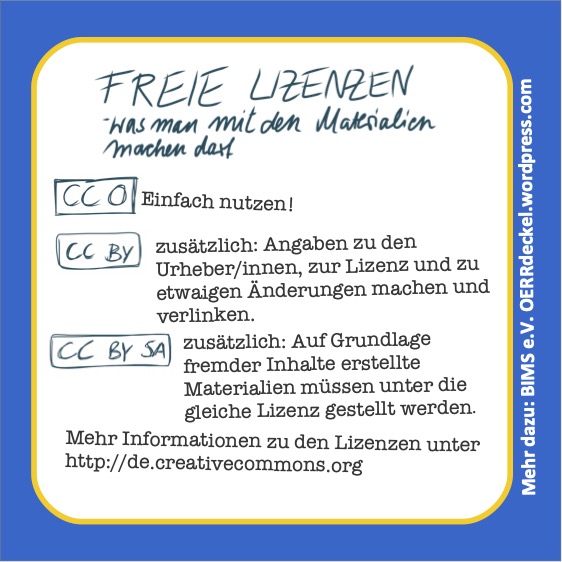 FREIE LIZENZEN
-was man mit den Materialien
machen darf
CC 0 Einfach nutzen!
CC BY zusätzlich: Angaben zu den
Urheber/innen, zur Lizenz und zu
etwaigen Änderungen machen und
verlinken.
CC BY SA zusätzlich: Auf Grundlage
fremder Inhalte erstellte
Materialien müssen unter die
gleiche Lizenz gestellt werden.
Mehr Informationen zu den Lizenzen unter
http://de.creativecommons.org
Mehr dazu: BIMS e.V. OERRdeckel.wordpress.com